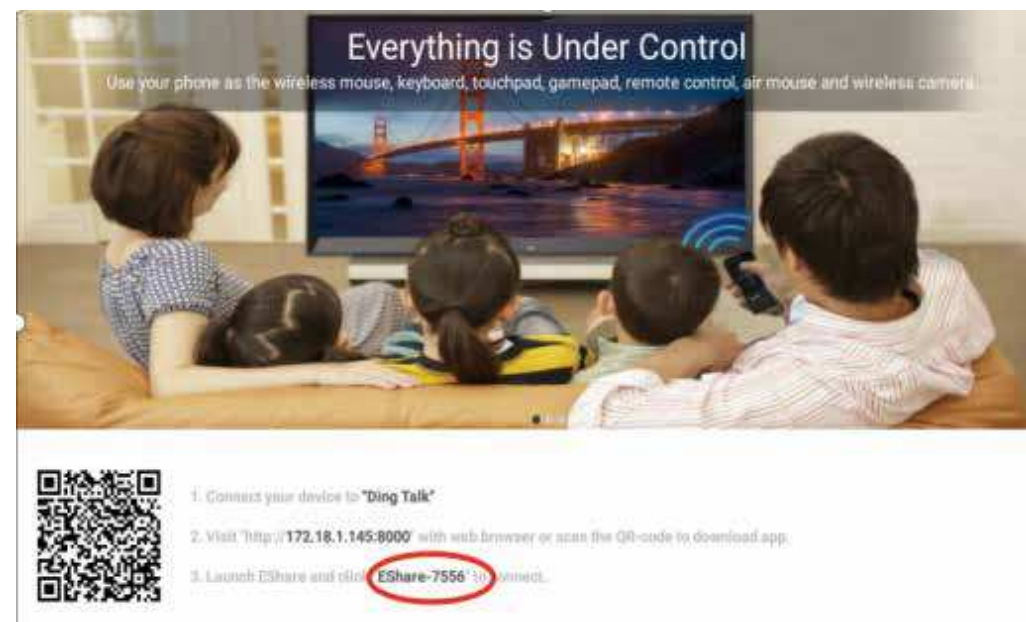 Everything is Under Control
Use your phone as the wireless mouse, keyboard, touchpad, gamepad, remote control, air mouse and wireless camera.
1. Connect your device to "Ding Talk"
2. Visit "http://172.18.1.145:8000" with web browser or scan the QR-code to download app.
3. Launch EShare and click "EShare-7556" to connect.